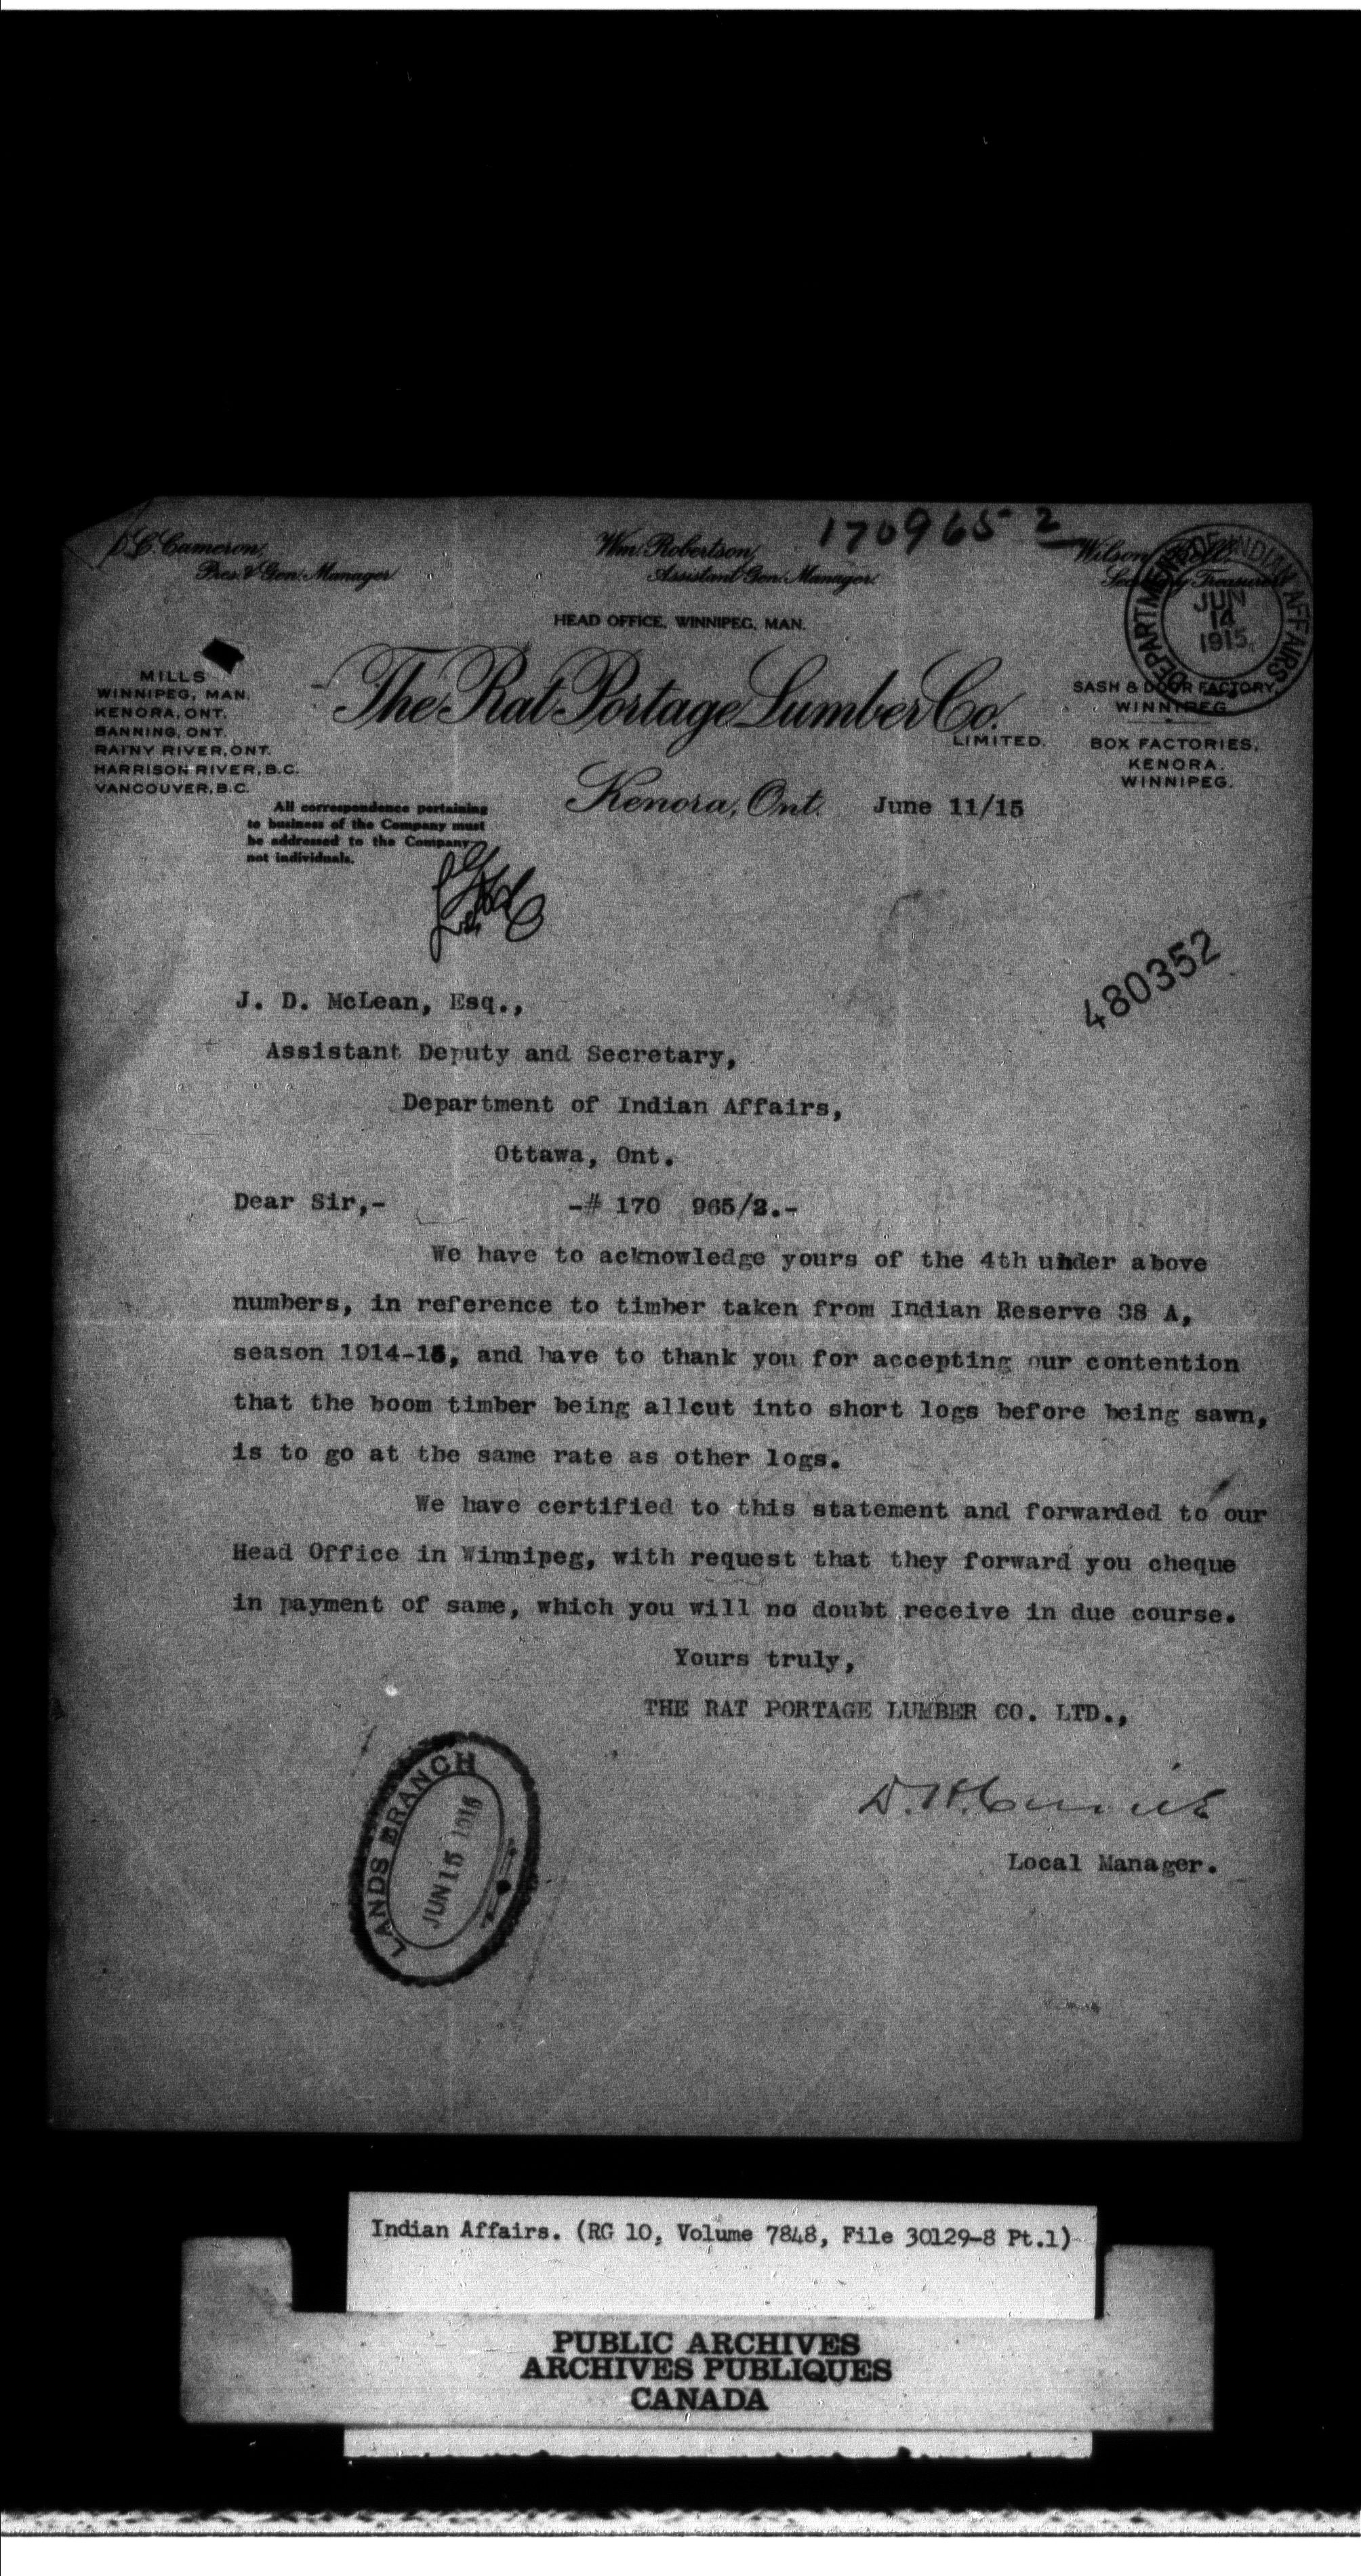 170965-2
D.C. Cameron,
Pres. & Gen. Manager
Wm. Robertson,
Assistant Gen. Manager.
Wilson
Secretary Treasurer
DEPARTMENT OF INDIAN AFFAIRS
JUN
14
1915
HEAD OFFICE, WINNIPEG, MAN.
The Rat Portage Lumber Co.
LIMITED.
MILLS
WINNIPEG, MAN.
KENORA, ONT.
BANNING, ONT.
RAINY RIVER, ONT.
HARRISON RIVER, B.C.
VANCOUVER, B.C.
SASH & DOOR FACTORY,
WINNIPEG
BOX FACTORIES,
KENORA.
WINNIPEG.
All correspondence pertaining
to business of the Company must
be addressed to the Company
not individuals.
Kenora, Ont. June 11/15
480352
J. D. McLean, Esq.,
Assistant Deputy and Secretary,
Department of Indian Affairs,
Ottawa, Ont.
Dear Sir,- -# 170 965/2.-
We have to acknowledge yours of the 4th under above
numbers, in reference to timber taken from Indian Reserve 38 A,
season 1914-15, and have to thank you for accepting our contention
that the boom timber being allcut into short logs before being sawn,
is to go at the same rate as other logs.
We have certified to this statement and forwarded to our
Head Office in Winnipeg, with request that they forward you cheque
in payment of same, which you will no doubt receive in due course.
Yours truly,
THE RAT PORTAGE LUMBER CO. LTD.,
Local Manager.
LANDS BRANCH
JUN 15 1915
Indian Affairs. (RG 10, Volume 7848, File 30129-8 Pt.1)
PUBLIC ARCHIVES
ARCHIVES PUBLIQUES
CANADA